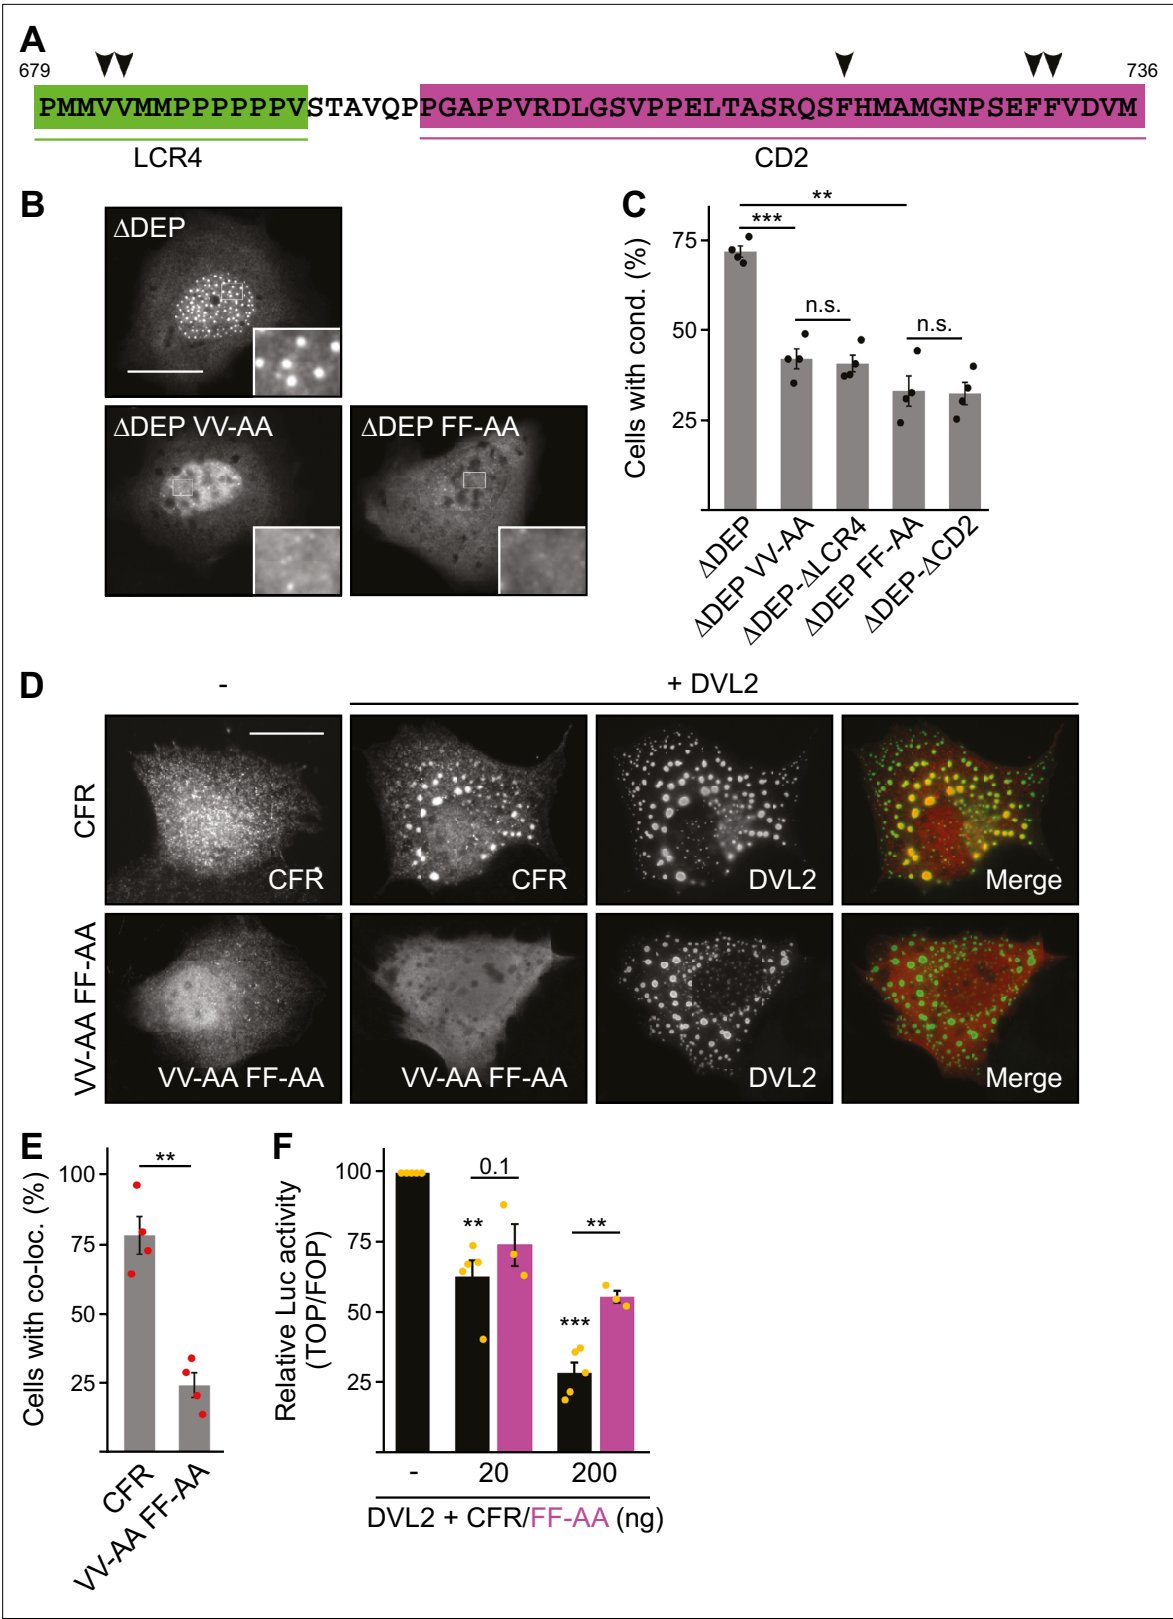 A
679
736
PMMVVMMPPPPPPVSTAVQPPGAPPVRDLGSVPPELTASRQSFHMAMGNPSEFFVDVM
LCR4
CD2
B
ΔDEP
ΔDEP VV-AA
ΔDEP FF-AA
C
Cells with cond. (%)
75
50
25
**
***
n.s.
n.s.
ΔDEP
ΔDEP VV-AA
ΔDEP-ΔLCR4
ΔDEP FF-AA
ΔDEP-ΔCD2
D
-
+ DVL2
CFR
CFR
CFR
DVL2
Merge
VV-AA FF-AA
VV-AA FF-AA
VV-AA FF-AA
DVL2
Merge
E
Cells with co-loc. (%)
100
75
50
25
**
CFR
VV-AA FF-AA
F
Relative Luc activity
(TOP/FOP)
100
75
50
25
0.1
**
**
***
- 20 200
DVL2 + CFR/FF-AA (ng)